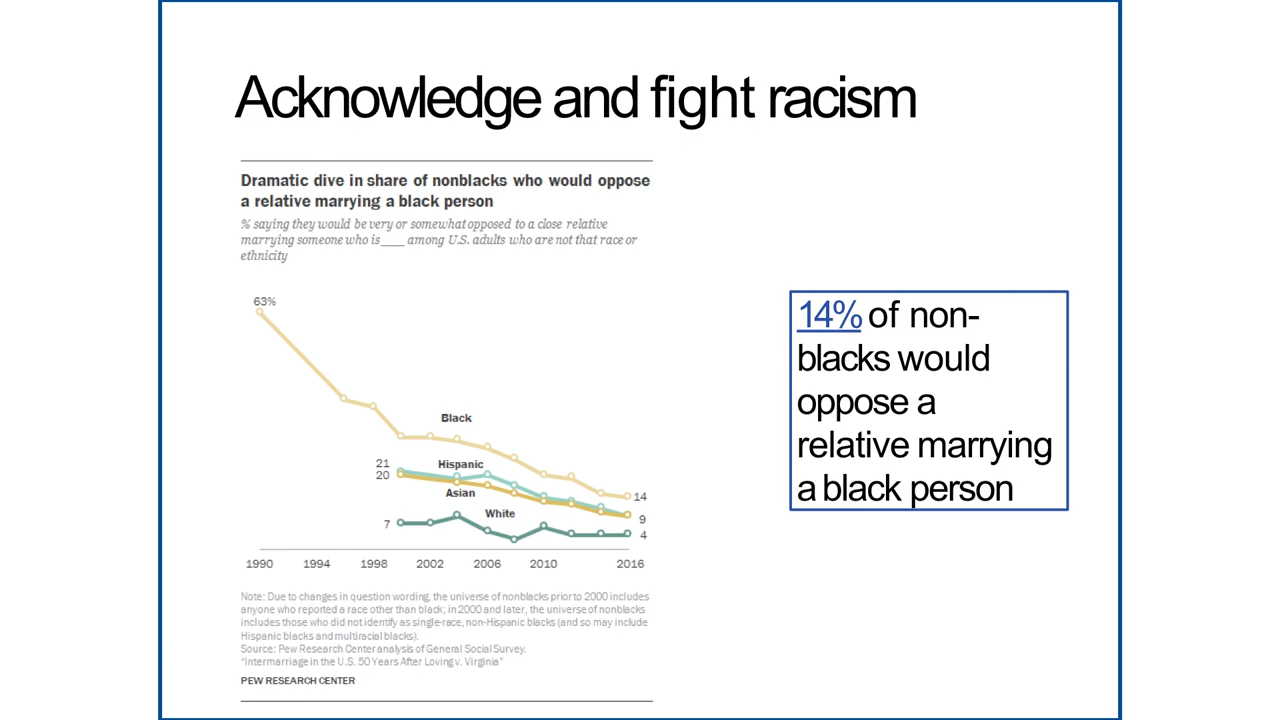 Acknowledge and fight racism
Dramatic dive in share of nonblacks who would oppose
a relative marrying a black person
% saying they would be very or somewhat opposed to a close relative
marrying someone who is ___ among U.S. adults who are not that race or
ethnicity
63%
Black
21
Hispanic
20
Asian
14
White
9
7
4
1990 1994 1998 2002 2006 2010 2016
14% of non-
blacks would
oppose a
relative marrying
a black person
Note: Due to changes in question wording, the universe of nonblacks prior to 2000 includes
anyone who reported a race other than black; in 2000 and later, the universe of nonblacks
includes those who did not identify as single-race, non-Hispanic blacks (and so may include
Hispanic blacks and multiracial blacks).
Source: Pew Research Center analysis of General Social Survey.
"Intermarriage in the U.S. 50 Years After Loving v. Virginia"
PEW RESEARCH CENTER